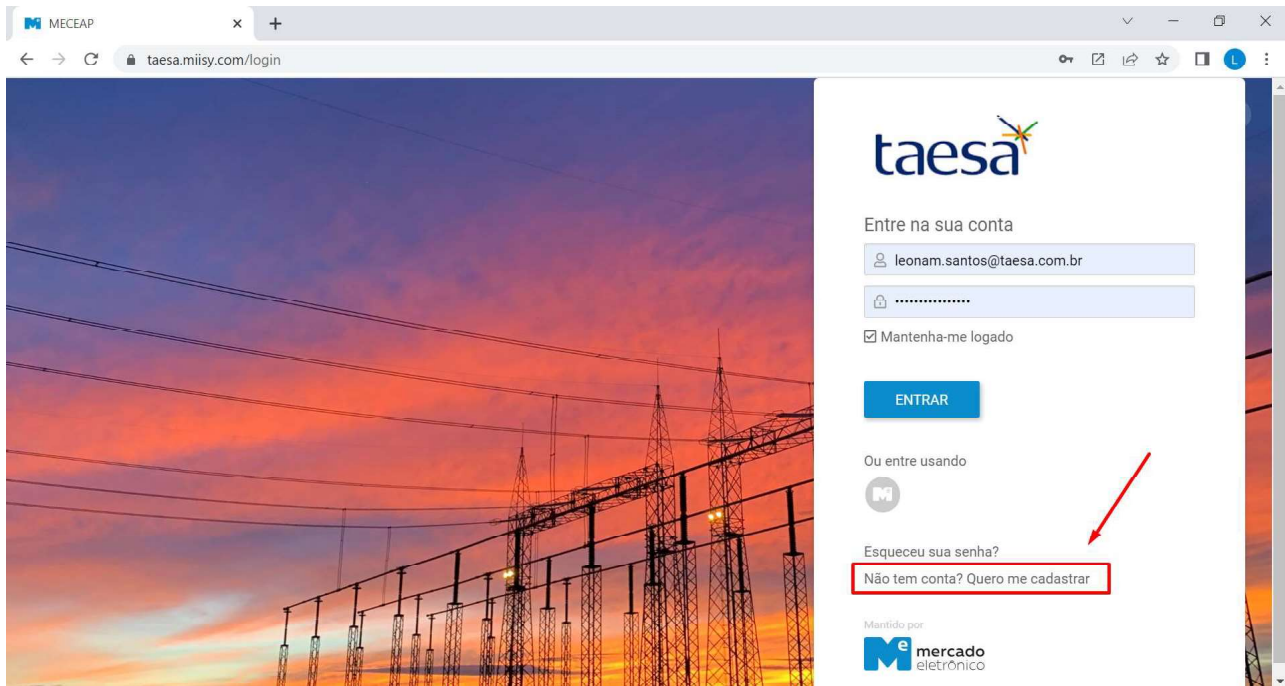 MECEAP
taesa.miisy.com/login
L
taesa
Entre na sua conta
leonam.santos@taesa.com.br
••••••••••••••••
Mantenha-me logado
ENTRAR
Ou entre usando
M
Esqueceu sua senha?
Não tem conta? Quero me cadastrar
Mantido por
Me mercado
eletrônico